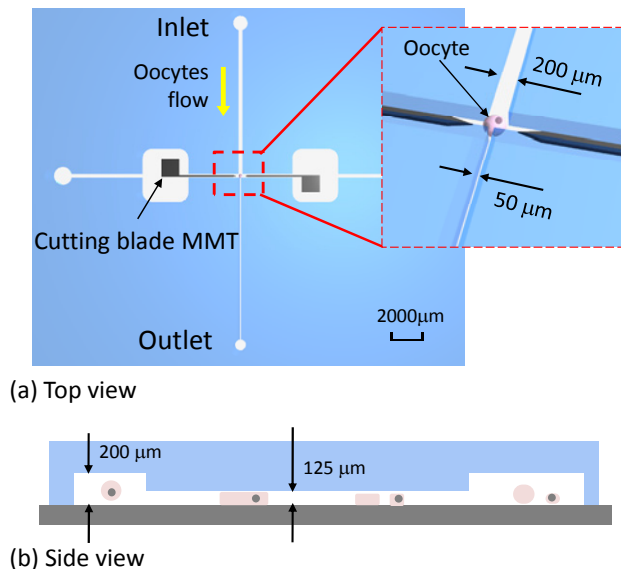 Inlet
Oocytes
flow
Oocyte
200 μm
50 μm
Cutting blade MMT
2000μm
Outlet
(a) Top view
200 μm
125 μm
(b) Side view